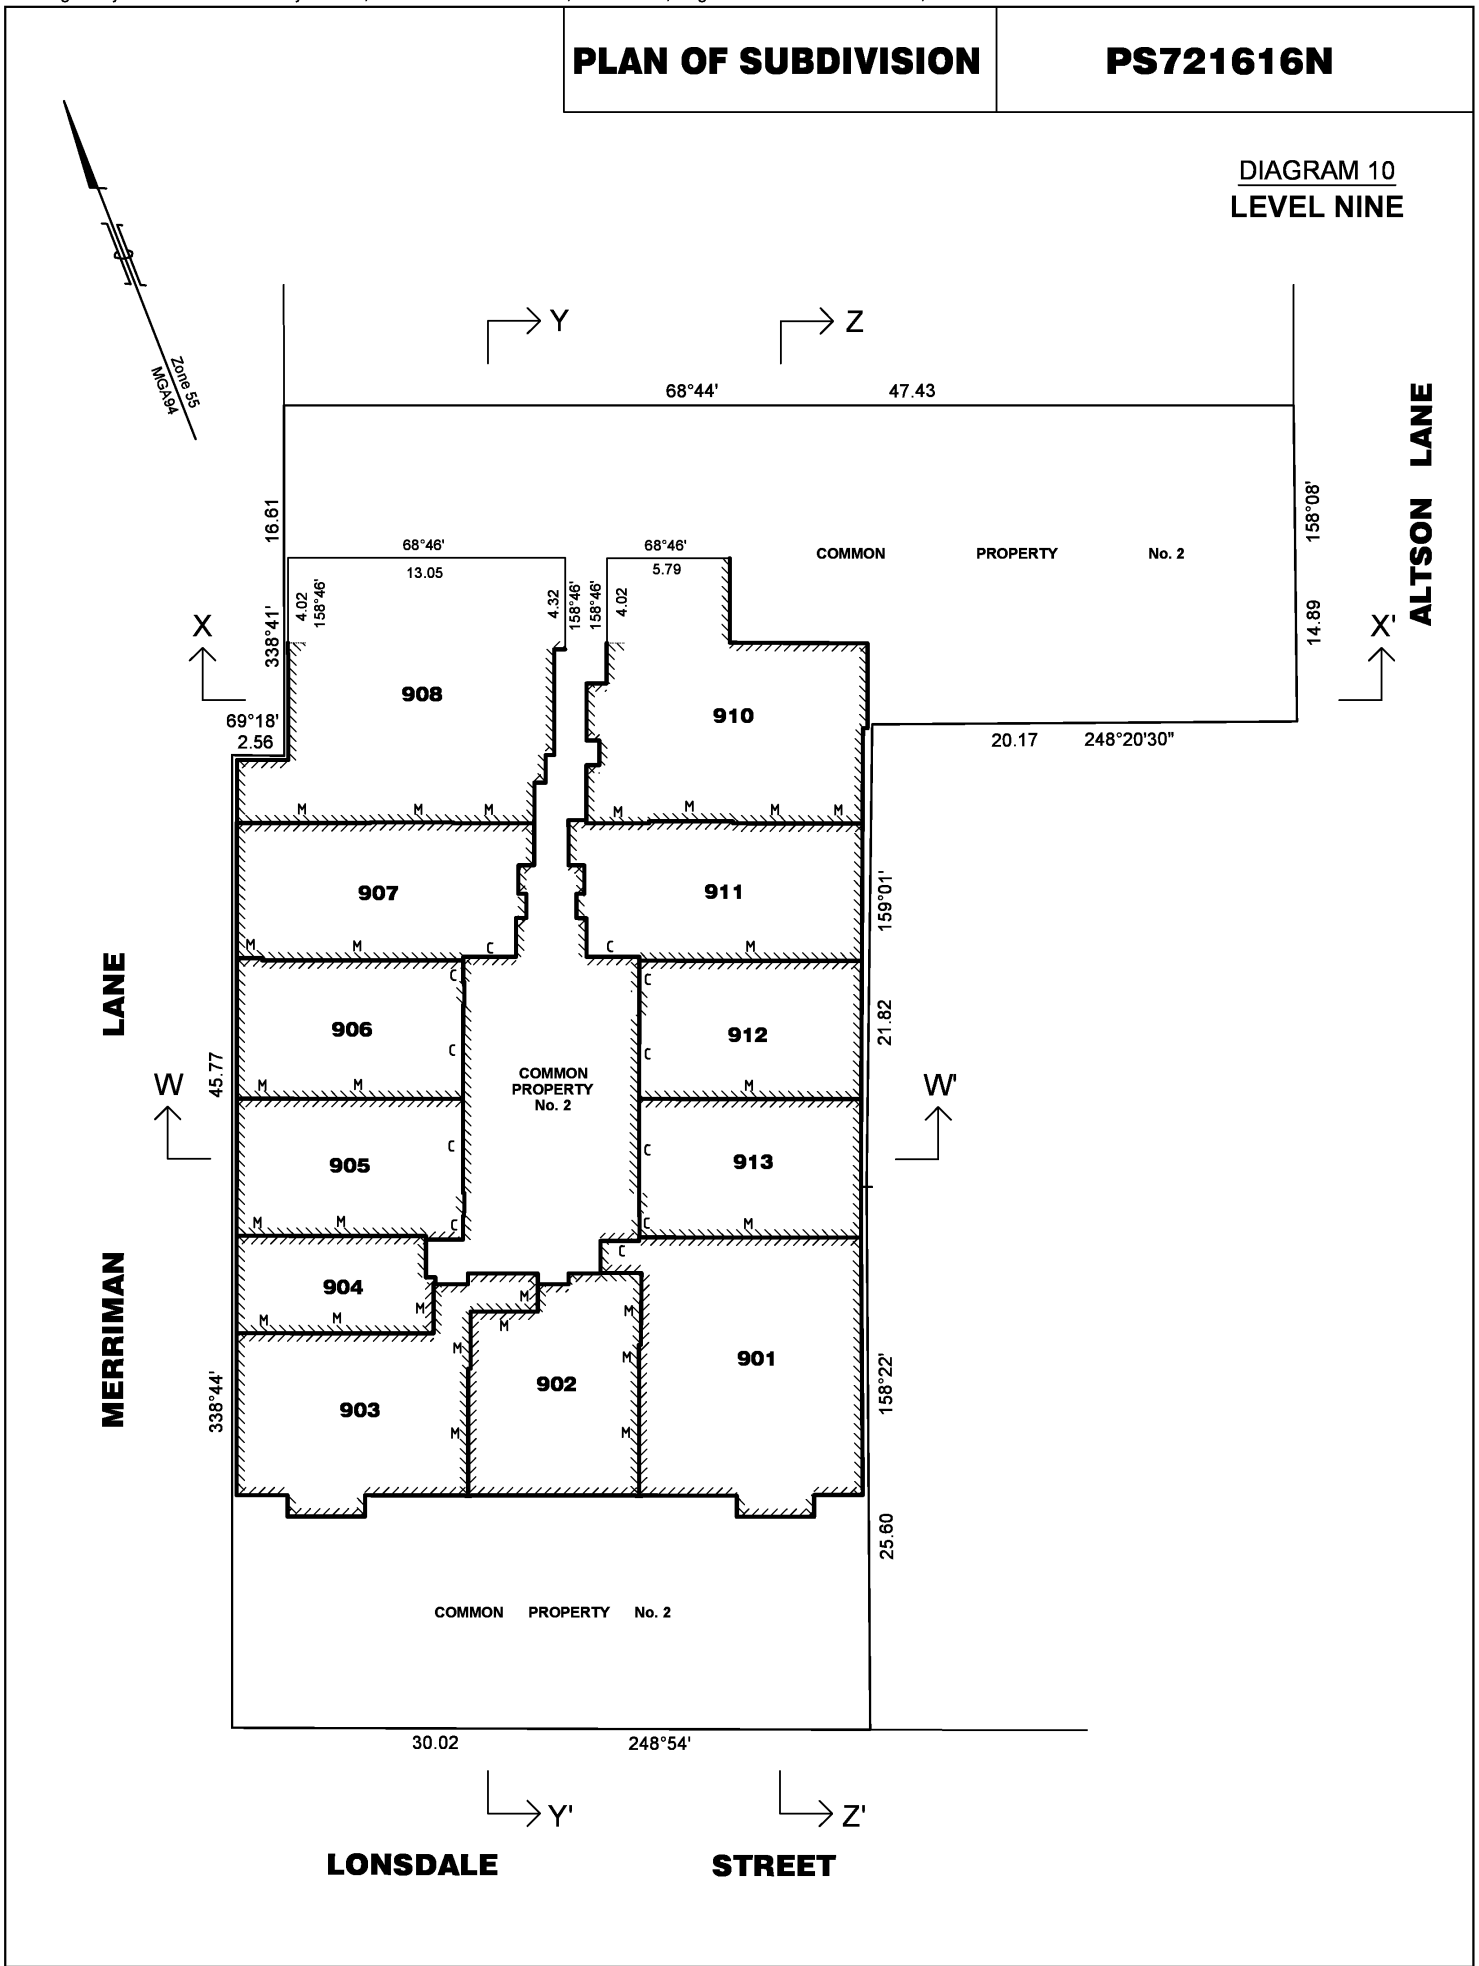 PLAN OF SUBDIVISION
PS721616N
DIAGRAM 10
LEVEL NINE
Zone 55
MGA94
Y
Z
68°44' 47.43
ALTSON LANE
16.61
338°41'
158°08'
14.89
68°46'
13.05
4.02
158°46'
4.32
158°46'
158°46'
4.02
68°46'
5.79
COMMON PROPERTY No. 2
X
X'
908
910
69°18'
2.56
20.17 248°20'30"
M M M
M M M M
907
911
159°01'
M M C
C M
C
C
906
912
21.82
C
C
COMMON
PROPERTY
No. 2
MERRIMAN LANE
45.77
338°44'
W
W'
M M
M
905
913
C
C
M M C
C M
C
904
M M M
M
M
M
M
M
901
158°22'
902
903
M
M
25.60
COMMON PROPERTY No. 2
30.02 248°54'
Y'
Z'
LONSDALE STREET